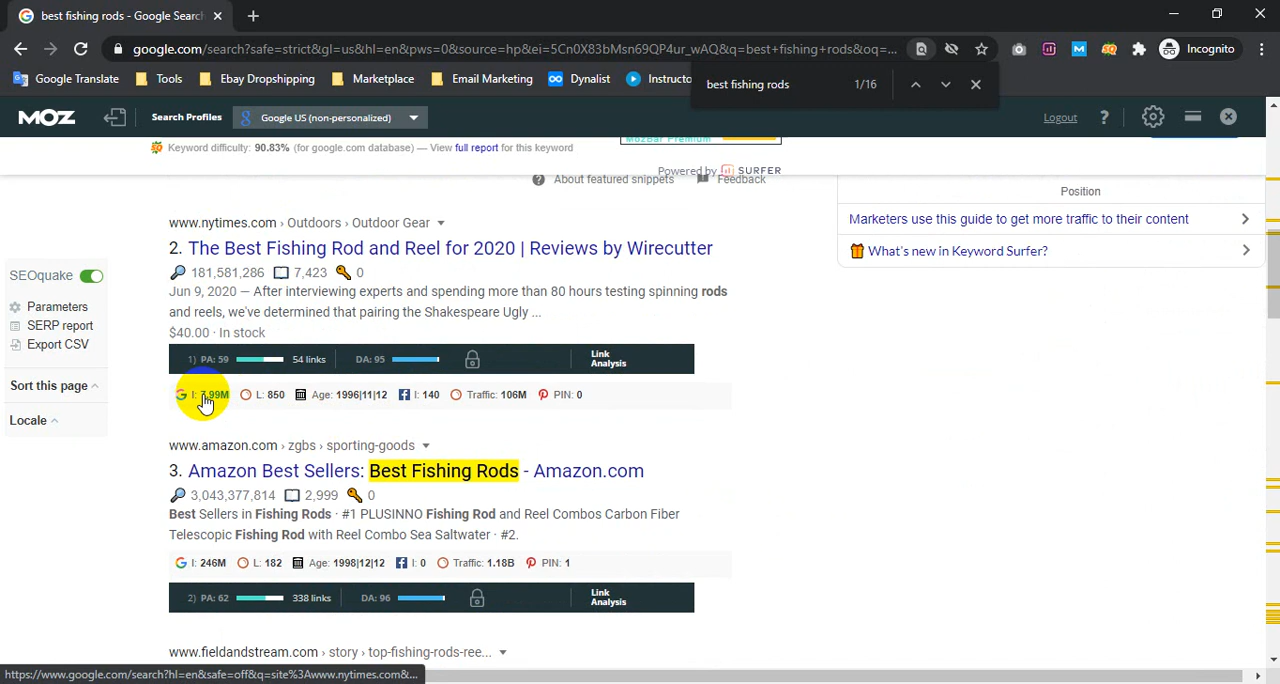 best fishing rods - Google Search
google.com/search?safe=strict&gl=us&hl=en&pws=0&source=hp&ei=5Cn0X83bMsn69QP4ur_wAQ&q=best+fishing+rods&oq=...
Incognito
Google Translate
Tools
Ebay Dropshipping
Marketplace
Email Marketing
Dynalist
Instructo
best fishing rods 1/16
MOZ
Search Profiles
Google US (non-personalized)
Logout
?
Keyword difficulty: 90.83% (for google.com database) — View full report for this keyword
MozBar Premium
Powered by SURFER
About featured snippets
Feedback
Position
Marketers use this guide to get more traffic to their content
What's new in Keyword Surfer?
www.nytimes.com › Outdoors › Outdoor Gear
2. The Best Fishing Rod and Reel for 2020 | Reviews by Wirecutter
181,581,286 7,423 0
Jun 9, 2020 — After interviewing experts and spending more than 80 hours testing spinning rods
and reels, we've determined that pairing the Shakespeare Ugly ...
$40.00 · In stock
1) PA: 59 54 links DA: 95 Link
Analysis
I: 7.99M L: 850 Age: 1996|11|12 I: 140 Traffic: 106M PIN: 0
SEOquake
Parameters
SERP report
Export CSV
Sort this page
Locale
www.amazon.com › zgbs › sporting-goods
3. Amazon Best Sellers: Best Fishing Rods - Amazon.com
3,043,377,814 2,999 0
Best Sellers in Fishing Rods · #1 PLUSINNO Fishing Rod and Reel Combos Carbon Fiber
Telescopic Fishing Rod with Reel Combo Sea Saltwater · #2.
I: 246M L: 182 Age: 1998|12|12 I: 0 Traffic: 1.18B PIN: 1
2) PA: 62 338 links DA: 96 Link
Analysis
www.fieldandstream.com › story › top-fishing-rods-ree...
https://www.google.com/search?hl=en&safe=off&q=site%3Awww.nytimes.com&...